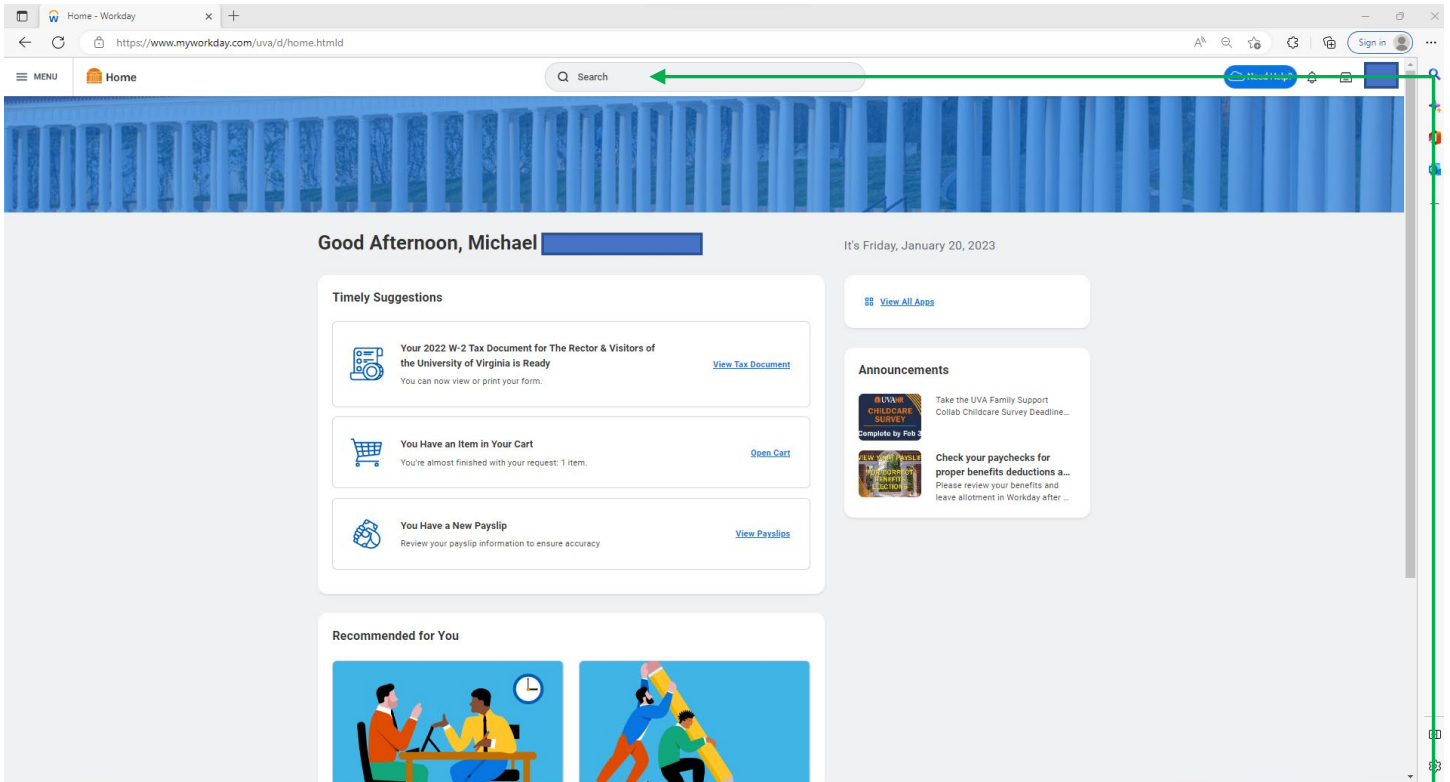 Home - Workday
https://www.myworkday.com/uva/d/home.htmld
Sign in
MENU
Home
Search
Need Help?
Good Afternoon, Michael
It's Friday, January 20, 2023
Timely Suggestions
Your 2022 W-2 Tax Document for The Rector & Visitors of
the University of Virginia is Ready
You can now view or print your form.
View Tax Document
You Have an Item in Your Cart
You're almost finished with your request: 1 item.
Open Cart
You Have a New Payslip
Review your payslip information to ensure accuracy
View Payslips
View All Apps
Announcements
UVAHR
CHILDCARE
SURVEY
Complete by Feb 3
Take the UVA Family Support
Collab Childcare Survey Deadline...
Check your paychecks for
proper benefits deductions a...
Please review your benefits and
leave allotment in Workday after ...
Recommended for You